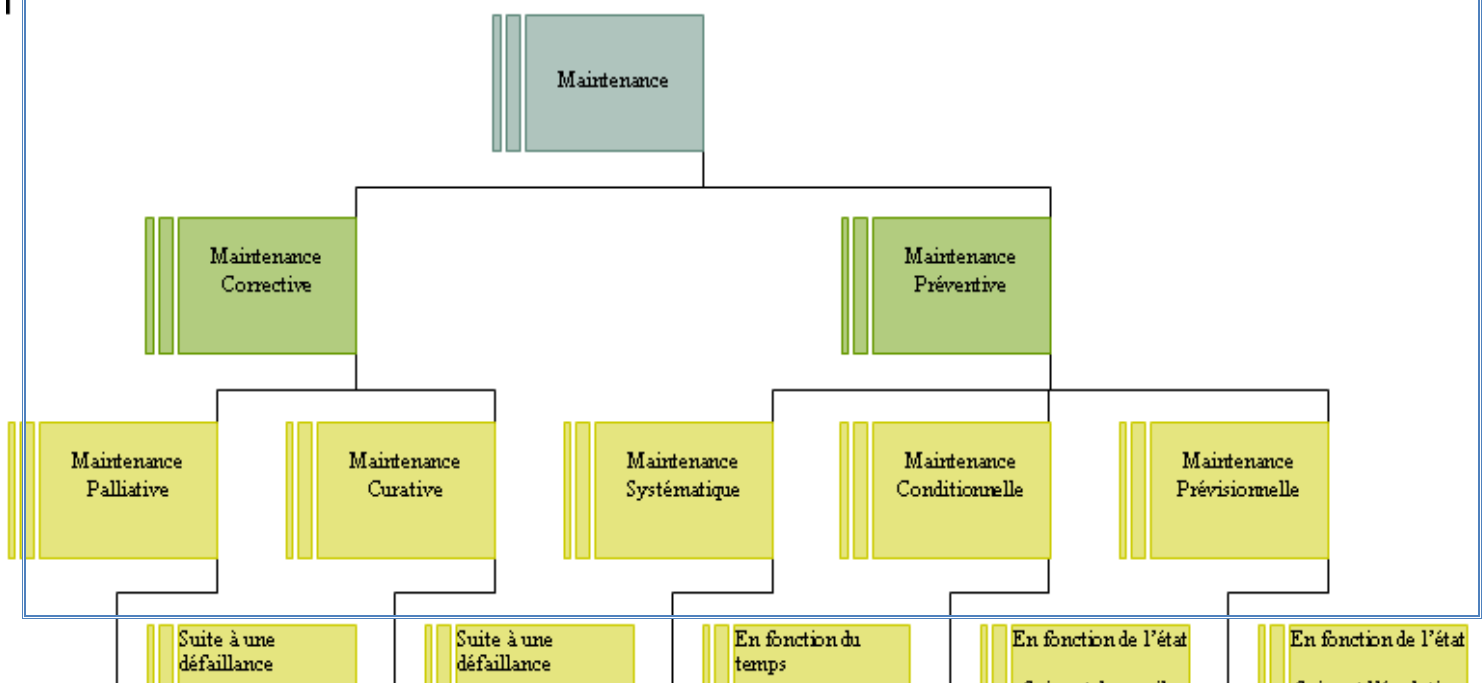 Maintenance
Maintenance
Corrective
Maintenance
Préventive
Maintenance
Palliative
Maintenance
Curative
Maintenance
Systématique
Maintenance
Conditionnelle
Maintenance
Prévisionnelle
Suite à une
défaillance
Suite à une
défaillance
En fonction du
temps
En fonction de l'état
En fonction de l'état